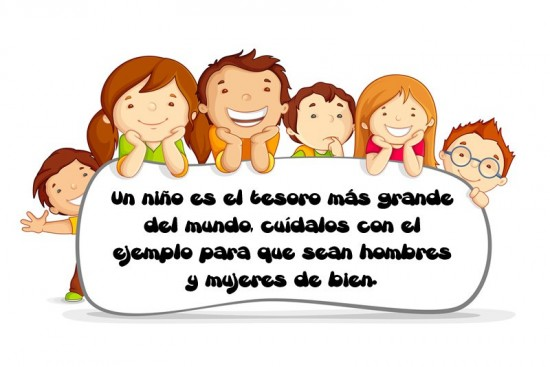 Un niño es el tesoro más grande
del mundo, cuídalos con el
ejemplo para que sean hombres
y mujeres de bien.